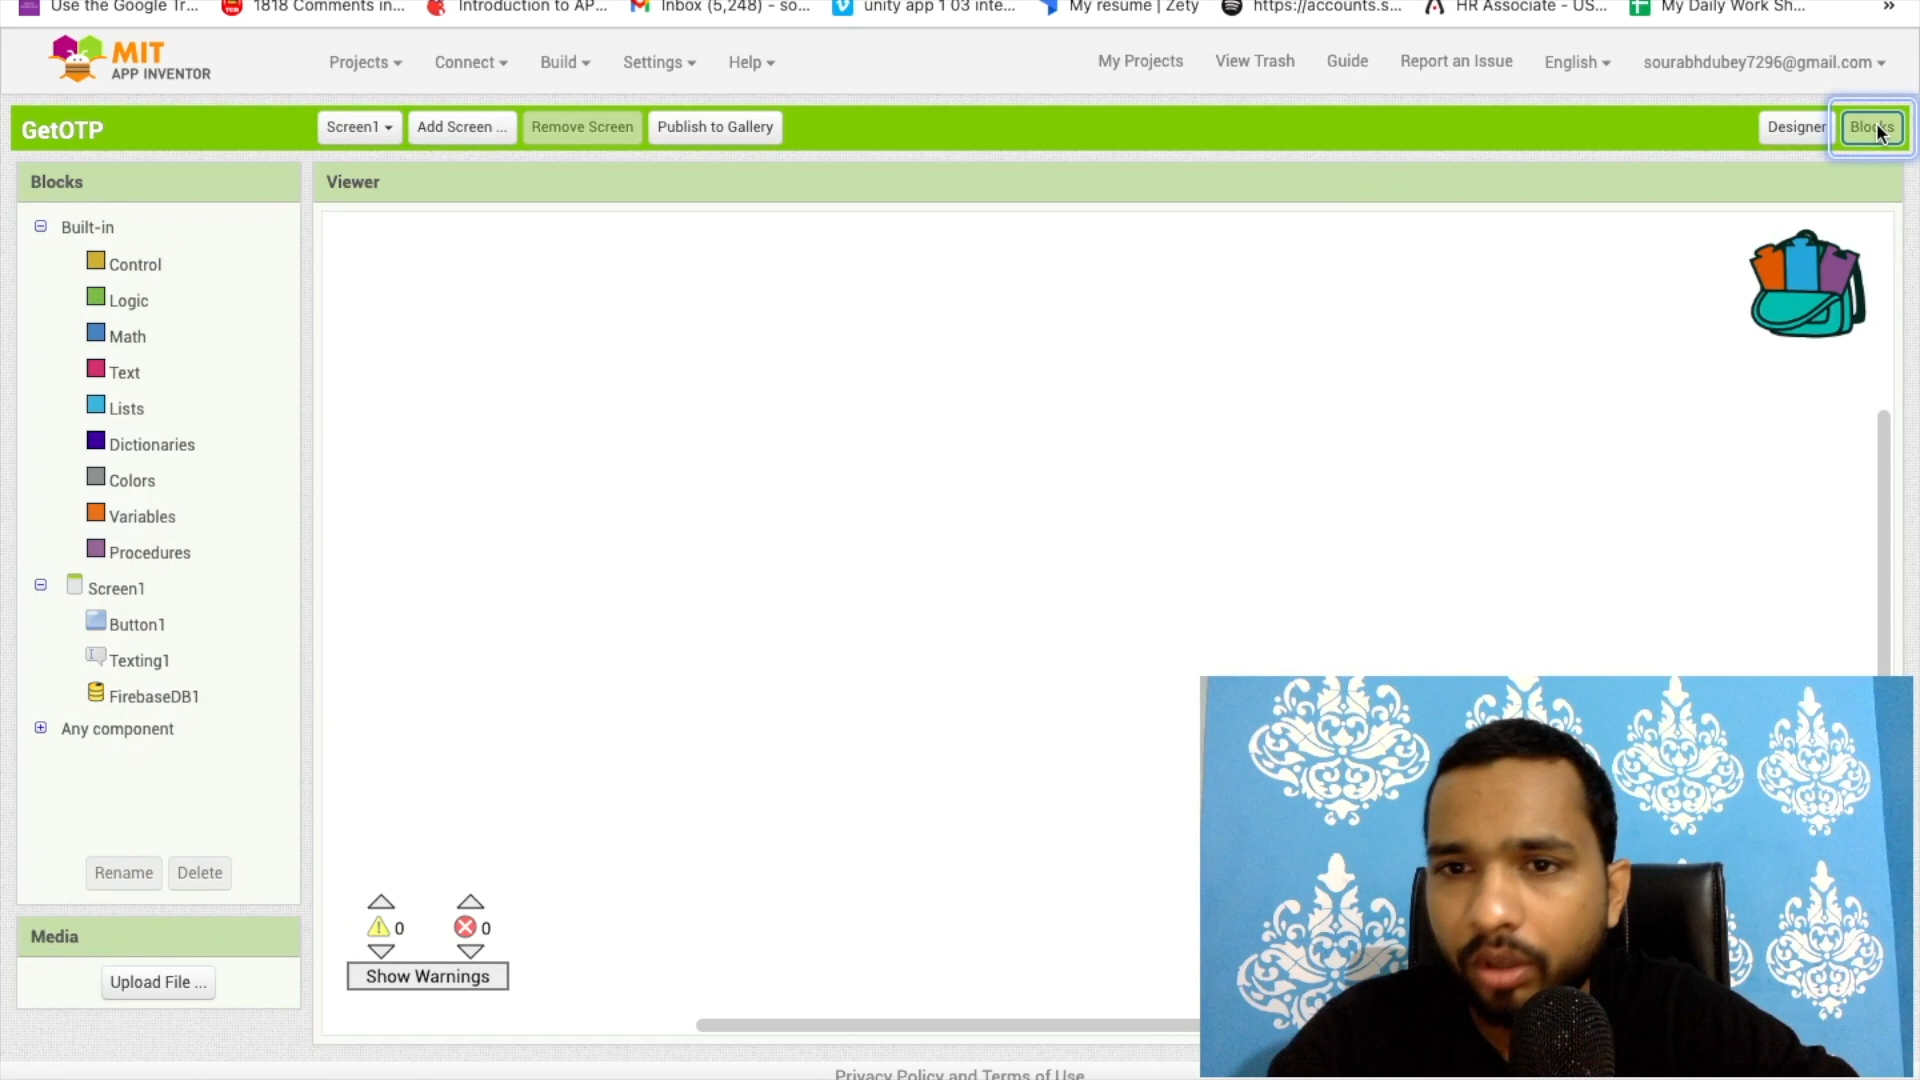 Use the Google Tr... 1818 Comments in... Introduction to AP... Inbox (5,248) – so... unity app 1 03 inte... My resume | Zety https://accounts.s... HR Associate - US... My Daily Work Sh... »
MIT
APP INVENTOR
Projects Connect Build Settings Help My Projects View Trash Guide Report an Issue English sourabhdubey7296@gmail.com
GetOTP Screen1 Add Screen ... Remove Screen Publish to Gallery Designer Blocks
Blocks
Viewer
Built-in
Control
Logic
Math
Text
Lists
Dictionaries
Colors
Variables
Procedures
Screen1
Button1
Texting1
FirebaseDB1
Any component
Rename Delete
0 0
Show Warnings
Media
Upload File ...
Privacy Policy and Terms of Use